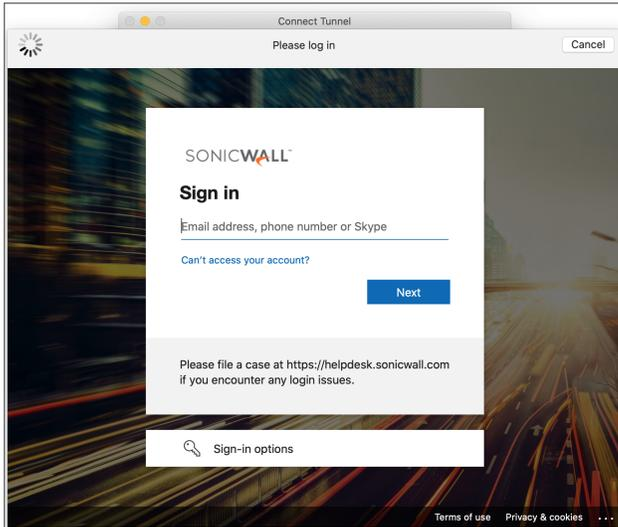 Connect Tunnel
Please log in
Cancel
SONICWALL™
Sign in
Email address, phone number or Skype
Can't access your account?
Next
Please file a case at https://helpdesk.sonicwall.com
if you encounter any login issues.
Sign-in options
Terms of use Privacy & cookies ...